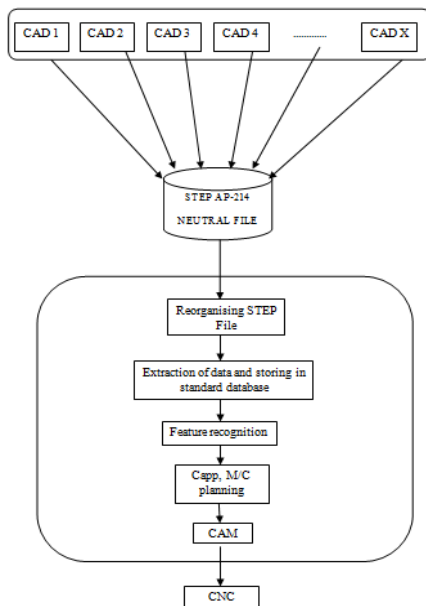 CAD 1 CAD 2 CAD 3 CAD 4 ............. CAD X
STEP AP-214
NEUTRAL FILE
Reorganising STEP
File
Extraction of data and storing in
standard database
Feature recognition
Capp, M/C
planning
CAM
CNC